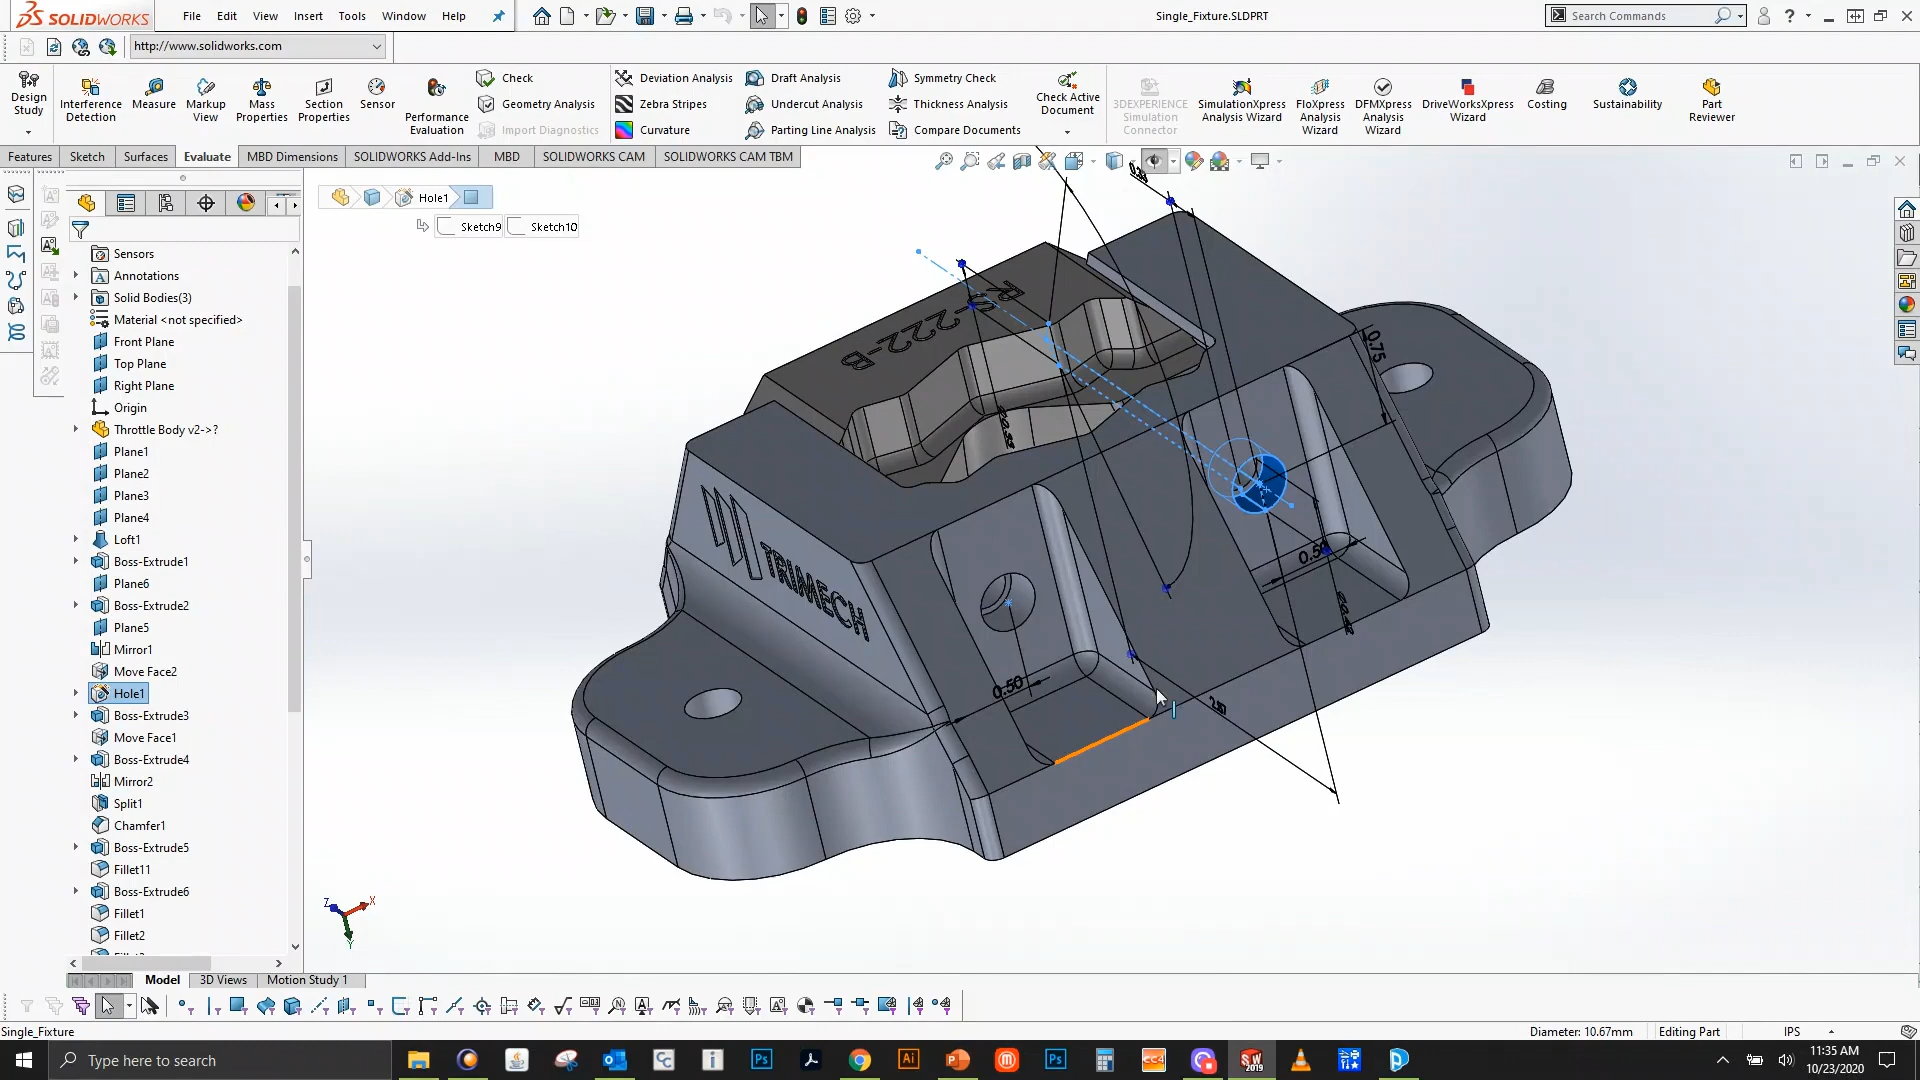 SOLIDWORKS
File Edit View Insert Tools Window Help
Single_Fixture.SLDPRT
Search Commands
?
http://www.solidworks.com
Design Study
Interference Detection
Measure
Markup View
Mass Properties
Section Properties
Sensor
Performance Evaluation
Check
Geometry Analysis
Import Diagnostics
Deviation Analysis
Zebra Stripes
Curvature
Draft Analysis
Undercut Analysis
Parting Line Analysis
Symmetry Check
Thickness Analysis
Compare Documents
Check Active Document
3DEXPERIENCE Simulation Connector
SimulationXpress Analysis Wizard
FloXpress Analysis Wizard
DFMXpress Analysis Wizard
DriveWorksXpress Wizard
Costing
Sustainability
Part Reviewer
Features Sketch Surfaces Evaluate MBD Dimensions SOLIDWORKS Add-Ins MBD SOLIDWORKS CAM SOLIDWORKS CAM TBM
Hole1
Sketch9 Sketch10
Sensors
Annotations
Solid Bodies(3)
Material <not specified>
Front Plane
Top Plane
Right Plane
Origin
Throttle Body v2->?
Plane1
Plane2
Plane3
Plane4
Loft1
Boss-Extrude1
Plane6
Boss-Extrude2
Plane5
Mirror1
Move Face2
Hole1
Boss-Extrude3
Move Face1
Boss-Extrude4
Mirror2
Split1
Chamfer1
Boss-Extrude5
Fillet11
Boss-Extrude6
Fillet1
Fillet2
0.75
0.50
0.50
TRIMECH
Z X Y
Model 3D Views Motion Study 1
Single_Fixture
Diameter: 10.67mm Editing Part IPS
Type here to search
11:35 AM
10/23/2020